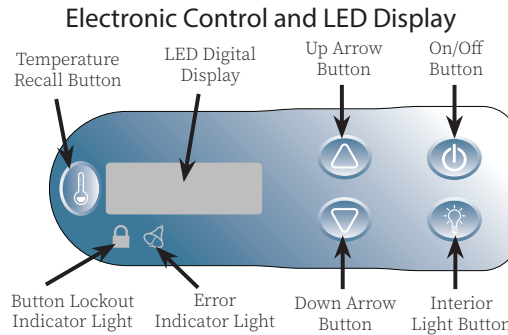 Electronic Control and LED Display
Temperature
Recall Button
LED Digital
Display
Up Arrow
Button
On/Off
Button
Button Lockout
Indicator Light
Error
Indicator Light
Down Arrow
Button
Interior
Light Button